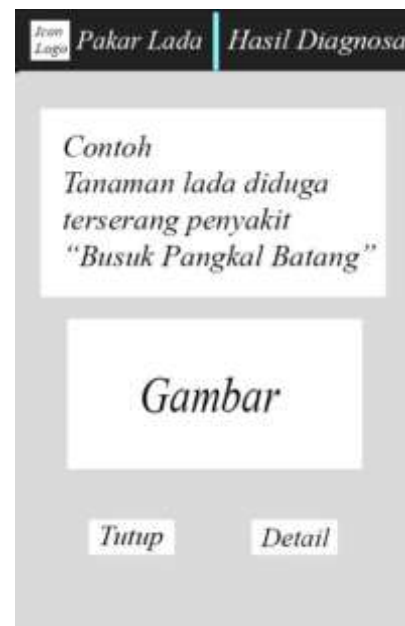 Icon
Logo
Pakar Lada
Hasil Diagnosa
Contoh
Tanaman lada diduga
terserang penyakit
“Busuk Pangkal Batang”
Gambar
Tutup
Detail